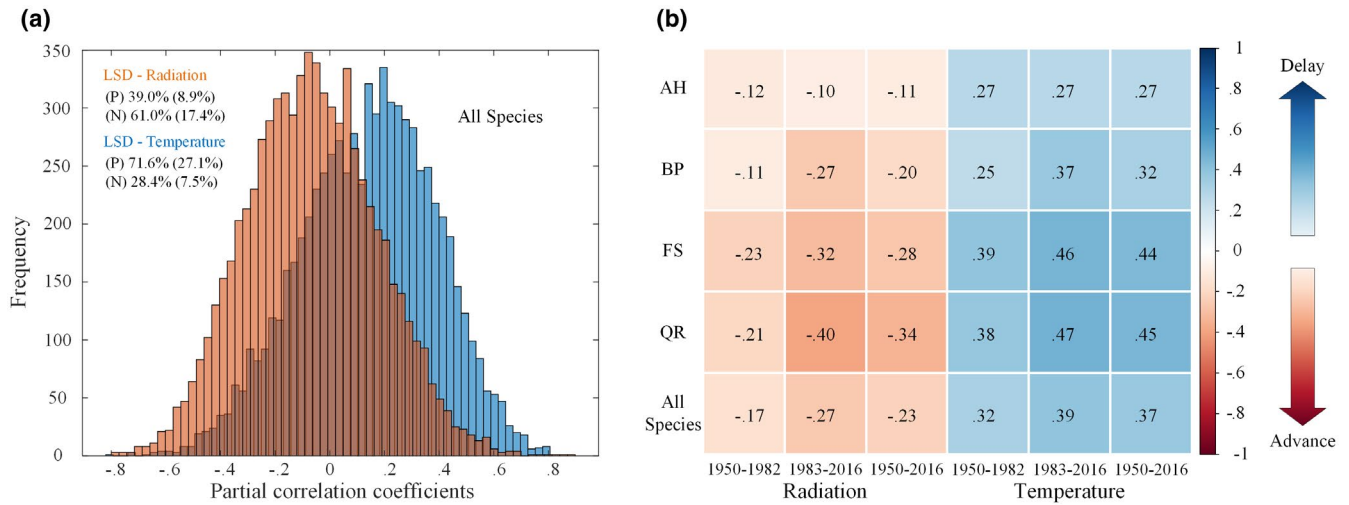 (a)
350
300
250
200
150
100
50
0
Frequency
LSD - Radiation
(P) 39.0% (8.9%)
(N) 61.0% (17.4%)
LSD - Temperature
(P) 71.6% (27.1%)
(N) 28.4% (7.5%)
All Species
-.8 -.6 -.4 -.2 0 .2 .4 .6 .8
Partial correlation coefficients
(b)
AH -.12 -.10 -.11 .27 .27 .27
BP -.11 -.27 -.20 .25 .37 .32
FS -.23 -.32 -.28 .39 .46 .44
QR -.21 -.40 -.34 .38 .47 .45
All
Species
-.17 -.27 -.23 .32 .39 .37
1950-1982 1983-2016 1950-2016 1950-1982 1983-2016 1950-2016
Radiation Temperature
1
.8
.6
.4
.2
0
-.2
-.4
-.6
-.8
-1
Delay
Advance